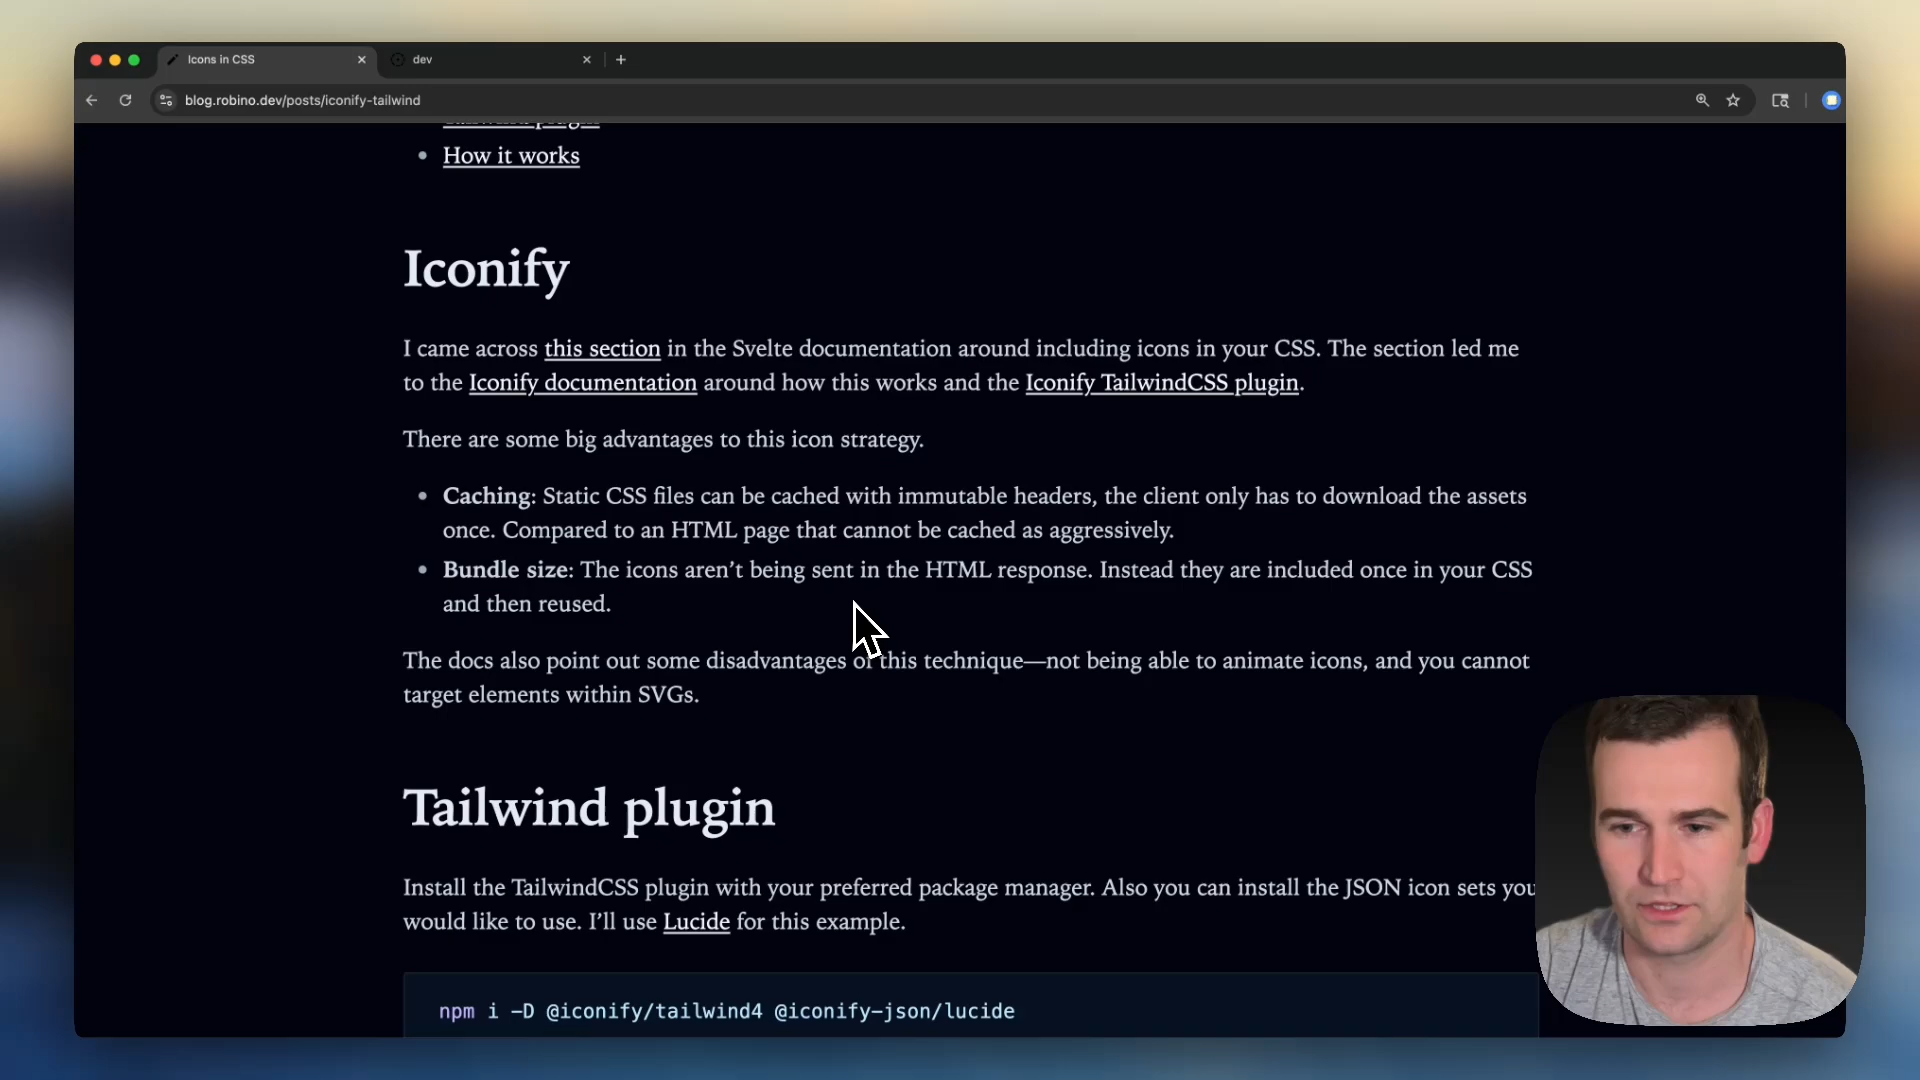 Icons in CSS
dev
blog.robino.dev/posts/iconify-tailwind
Tailwind plugin
How it works
Iconify
I came across this section in the Svelte documentation around including icons in your CSS. The section led me
to the Iconify documentation around how this works and the Iconify TailwindCSS plugin.
There are some big advantages to this icon strategy.
Caching: Static CSS files can be cached with immutable headers, the client only has to download the assets
once. Compared to an HTML page that cannot be cached as aggressively.
Bundle size: The icons aren’t being sent in the HTML response. Instead they are included once in your CSS
and then reused.
The docs also point out some disadvantages of this technique—not being able to animate icons, and you cannot
target elements within SVGs.
Tailwind plugin
Install the TailwindCSS plugin with your preferred package manager. Also you can install the JSON icon sets you
would like to use. I’ll use Lucide for this example.
npm i -D @iconify/tailwind4 @iconify-json/lucide